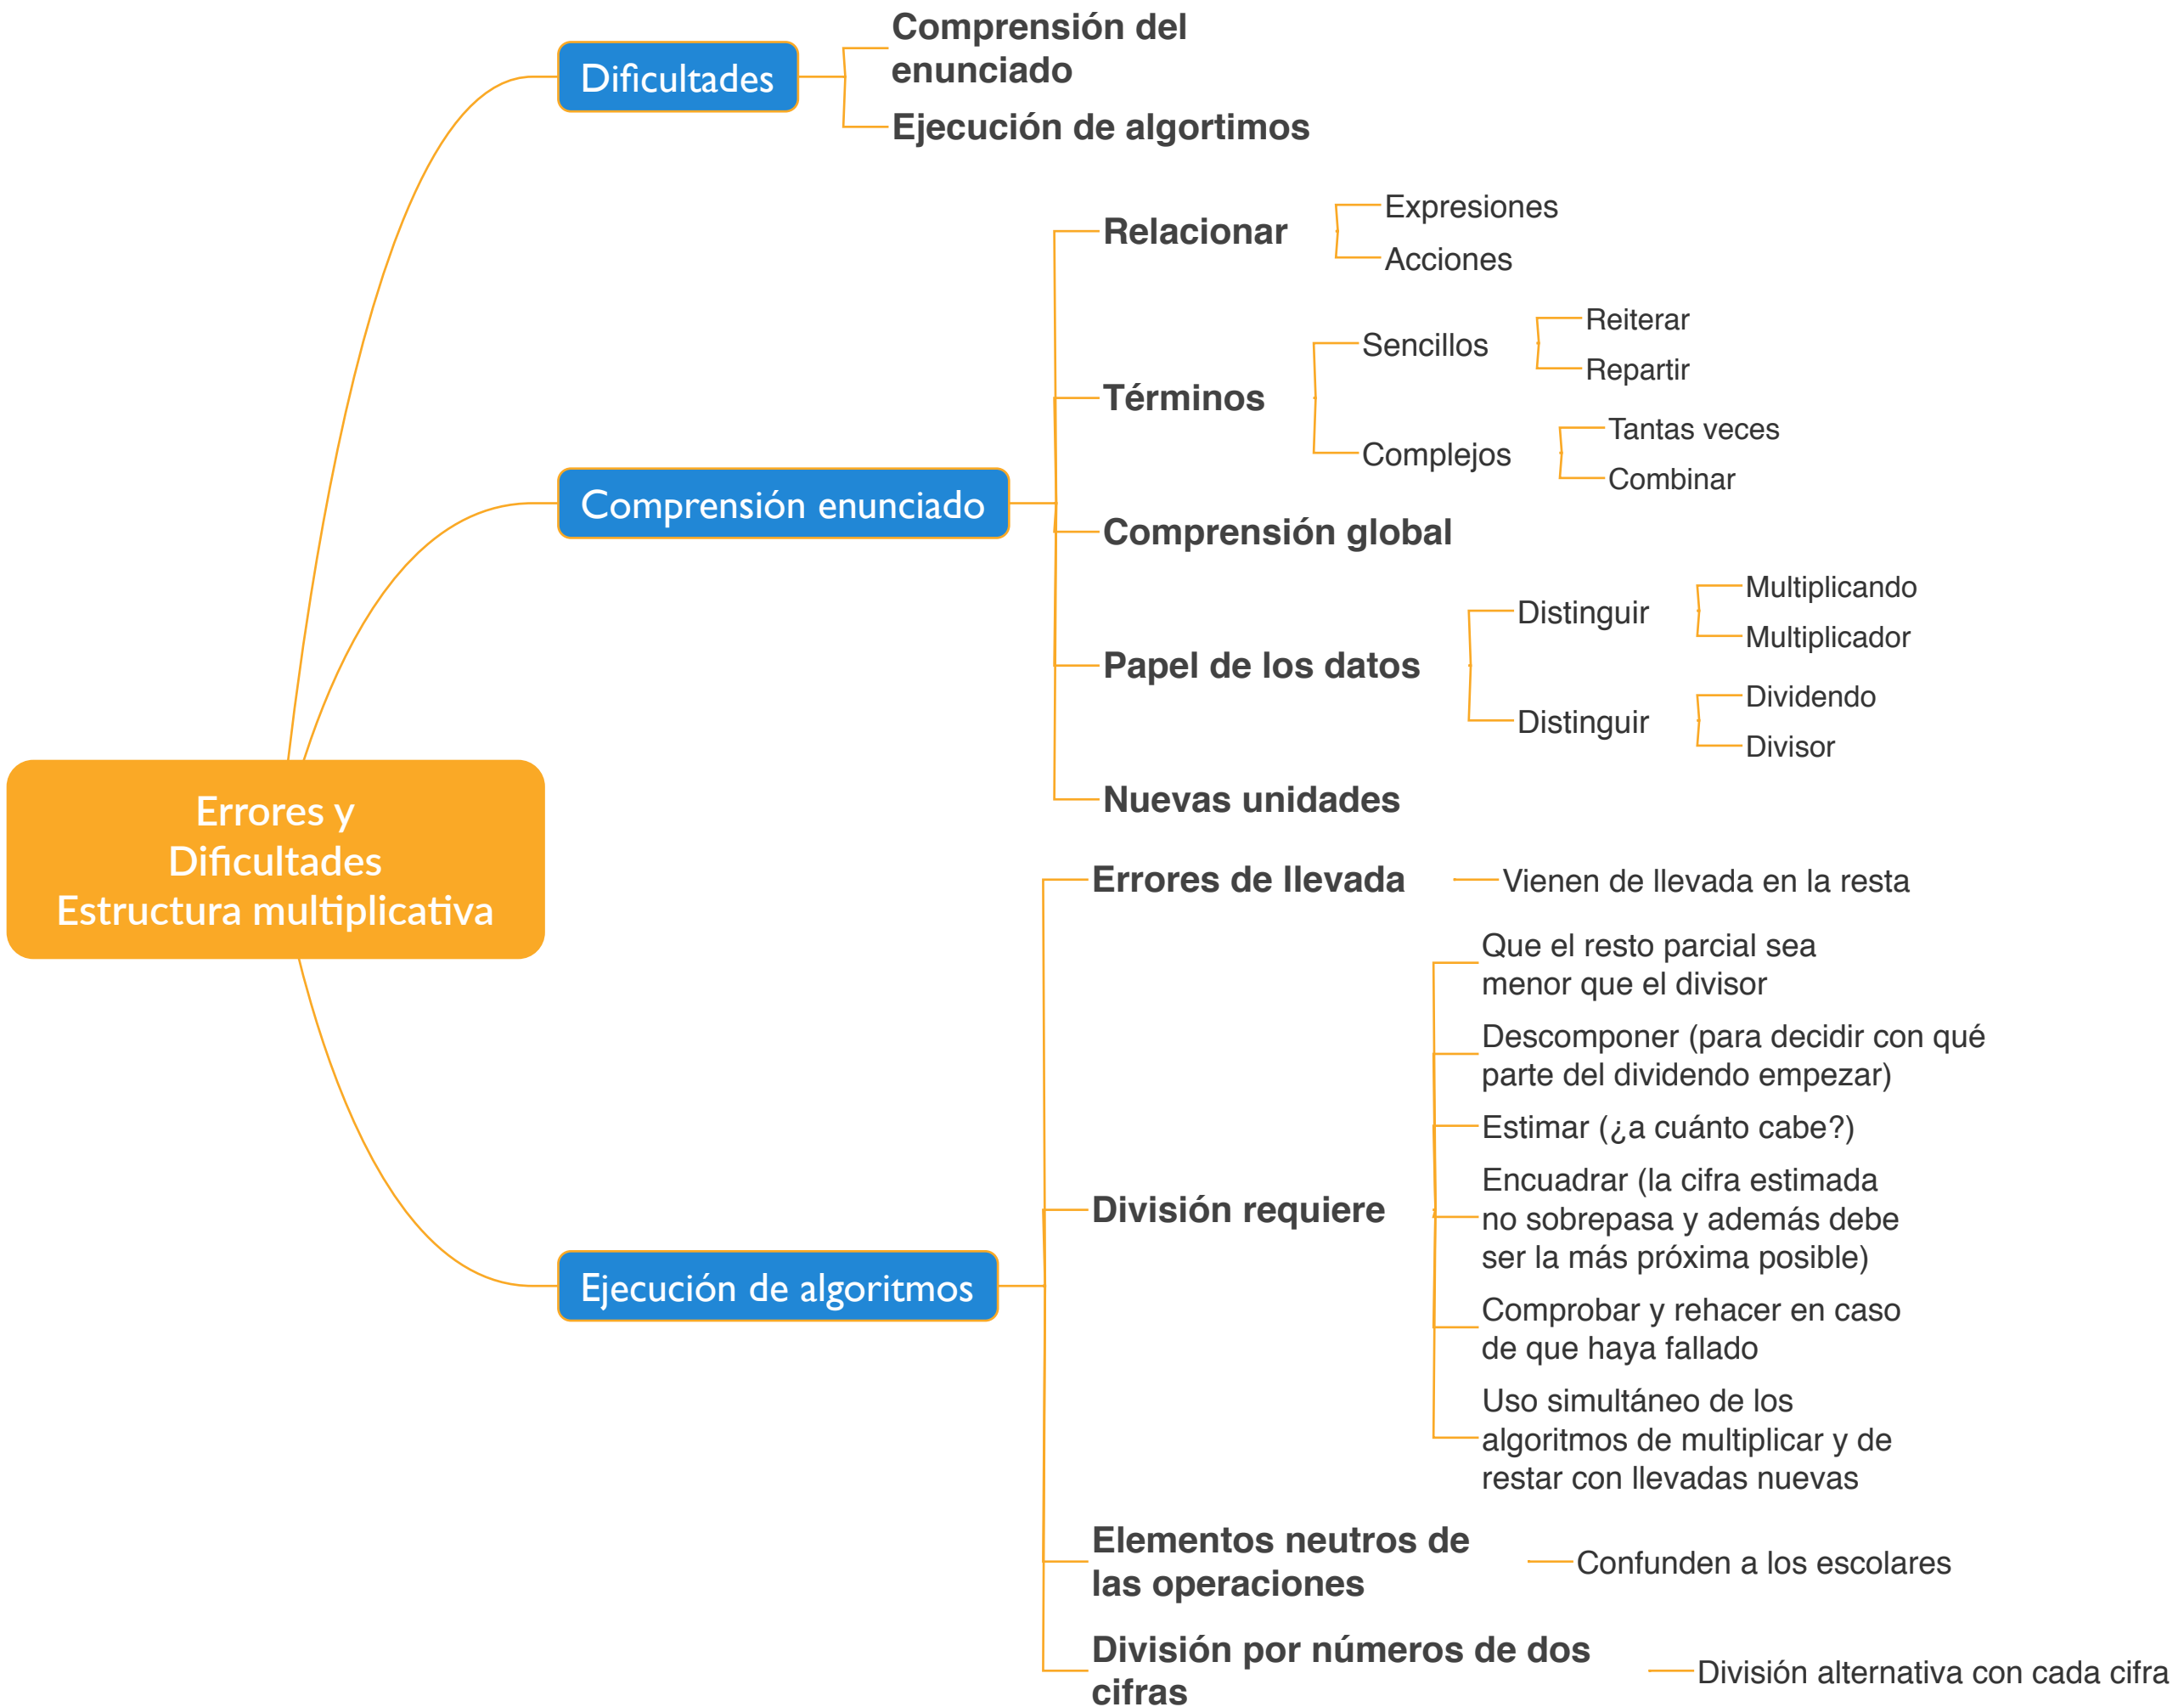 Errores y
Dificultades
Estructura multiplicativa
Dificultades
Comprensión del
enunciado
Ejecución de algortimos
Comprensión enunciado
Relacionar
Expresiones
Acciones
Términos
Sencillos
Reiterar
Repartir
Complejos
Tantas veces
Combinar
Comprensión global
Papel de los datos
Distinguir
Multiplicando
Multiplicador
Distinguir
Dividendo
Divisor
Nuevas unidades
Ejecución de algoritmos
Errores de llevada
Vienen de llevada en la resta
División requiere
Que el resto parcial sea
menor que el divisor
Descomponer (para decidir con qué
parte del dividendo empezar)
Estimar (¿a cuánto cabe?)
Encuadrar (la cifra estimada
no sobrepasa y además debe
ser la más próxima posible)
Comprobar y rehacer en caso
de que haya fallado
Uso simultáneo de los
algoritmos de multiplicar y de
restar con llevadas nuevas
Elementos neutros de
las operaciones
Confunden a los escolares
División por números de dos
cifras
División alternativa con cada cifra